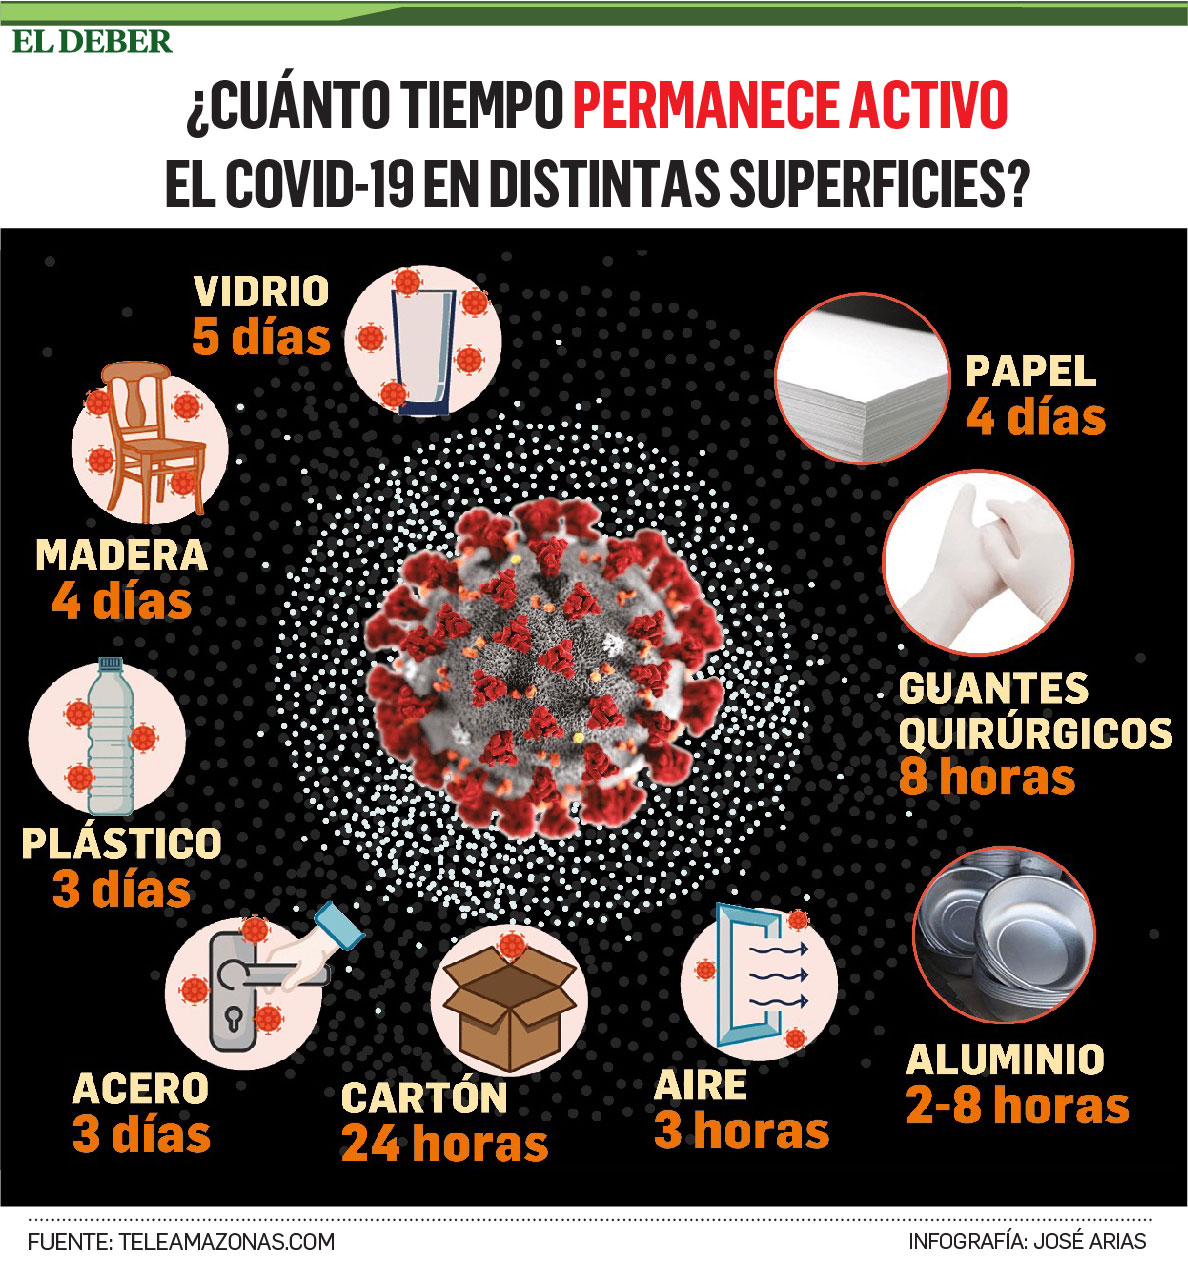 EL DEBER
¿CUÁNTO TIEMPO PERMANECE ACTIVO
EL COVID-19 EN DISTINTAS SUPERFICIES?
VIDRIO
5 días
PAPEL
4 días
MADERA
4 días
GUANTES
QUIRÚRGICOS
8 horas
PLÁSTICO
3 días
ACERO
3 días
CARTÓN
24 horas
AIRE
3 horas
ALUMINIO
2-8 horas
FUENTE: TELEAMAZONAS.COM
INFOGRAFÍA: JOSÉ ARIAS